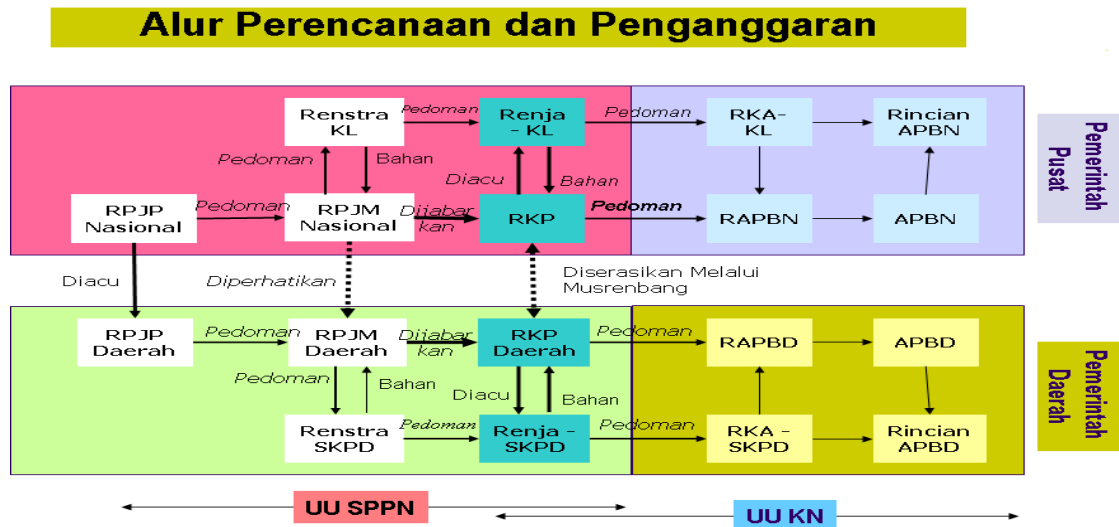 Alur Perencanaan dan Penganggaran
Renstra
KL
Pedoman
Renja
- KL
Pedoman
RKA-
KL
Rincian
APBN
Pemerintah
Pusat
Pedoman
Bahan
Diacu
Bahan
RPJP
Nasional
Pedoman
RPJM
Nasional
Dijabar
kan
RKP
Pedoman
RAPBN
APBN
Diacu
Diperhatikan
Diserasikan Melalui
Musrenbang
RPJP
Daerah
Pedoman
RPJM
Daerah
Dijabar
kan
RKP
Daerah
Pedoman
RAPBD
APBD
Pemerintah
Daerah
Pedoman
Bahan
Diacu
Bahan
Renstra
SKPD
Pedoman
Renja -
SKPD
Pedoman
RKA -
SKPD
Rincian
APBD
UU SPPN
UU KN